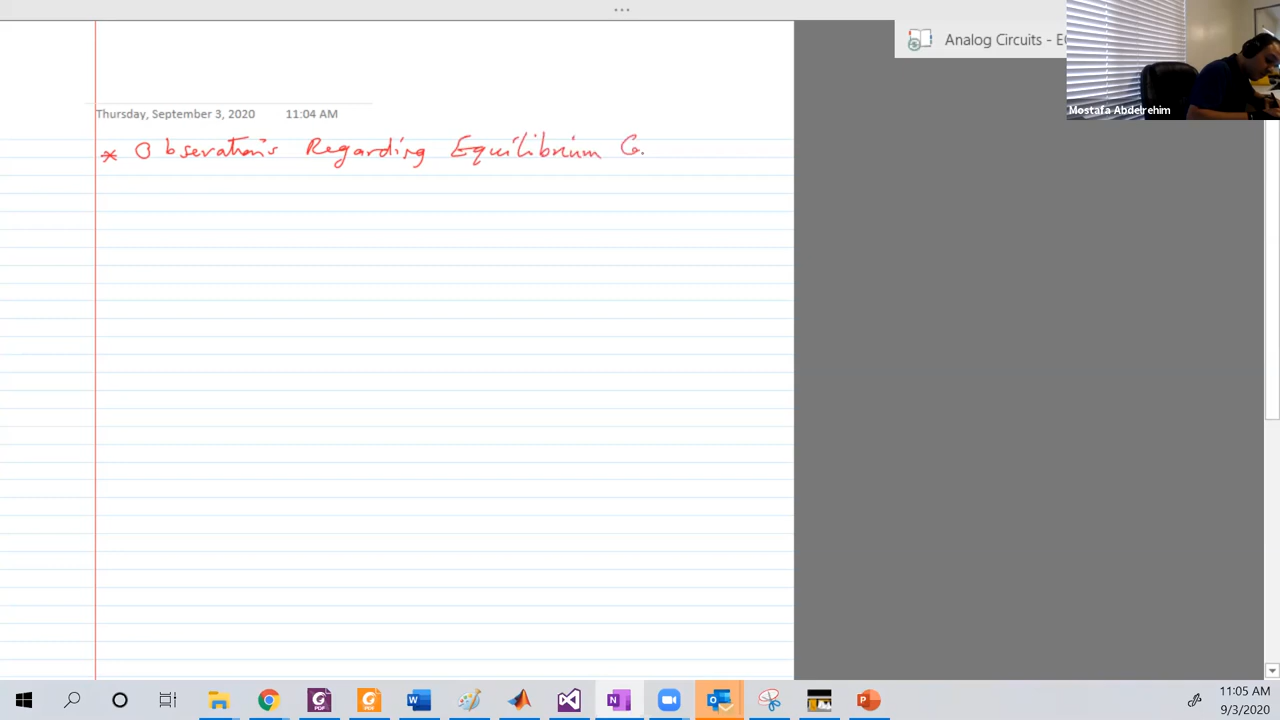 Analog Circuits - E
Mostafa Abdelrehim
Thursday, September 3, 2020 11:04 AM
* Observations Regarding Equilibrium C.
11:05 AM
9/3/2020